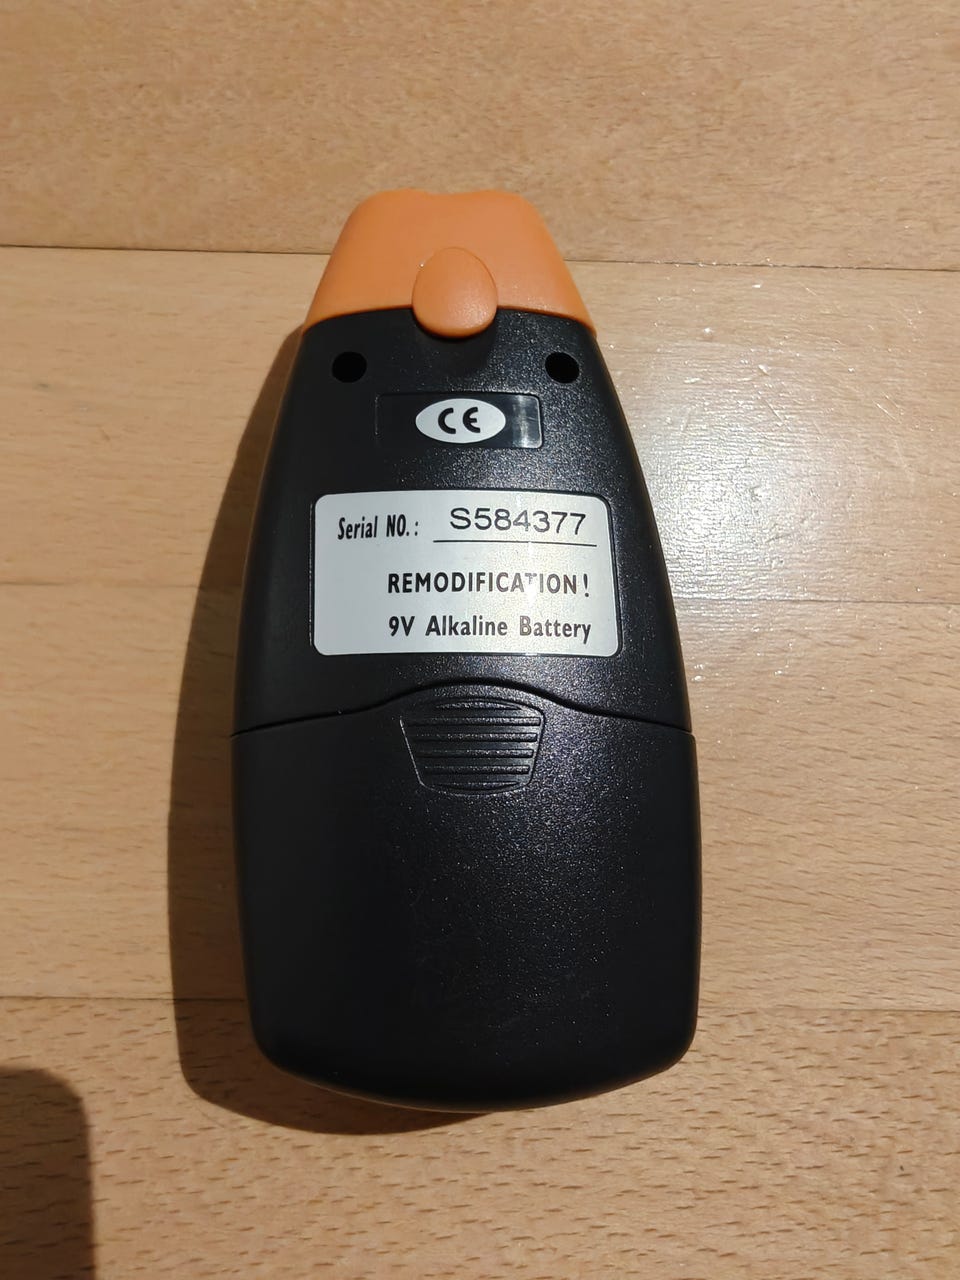 CE
Serial NO.: S584377
REMODIFICATION!
9V Alkaline Battery